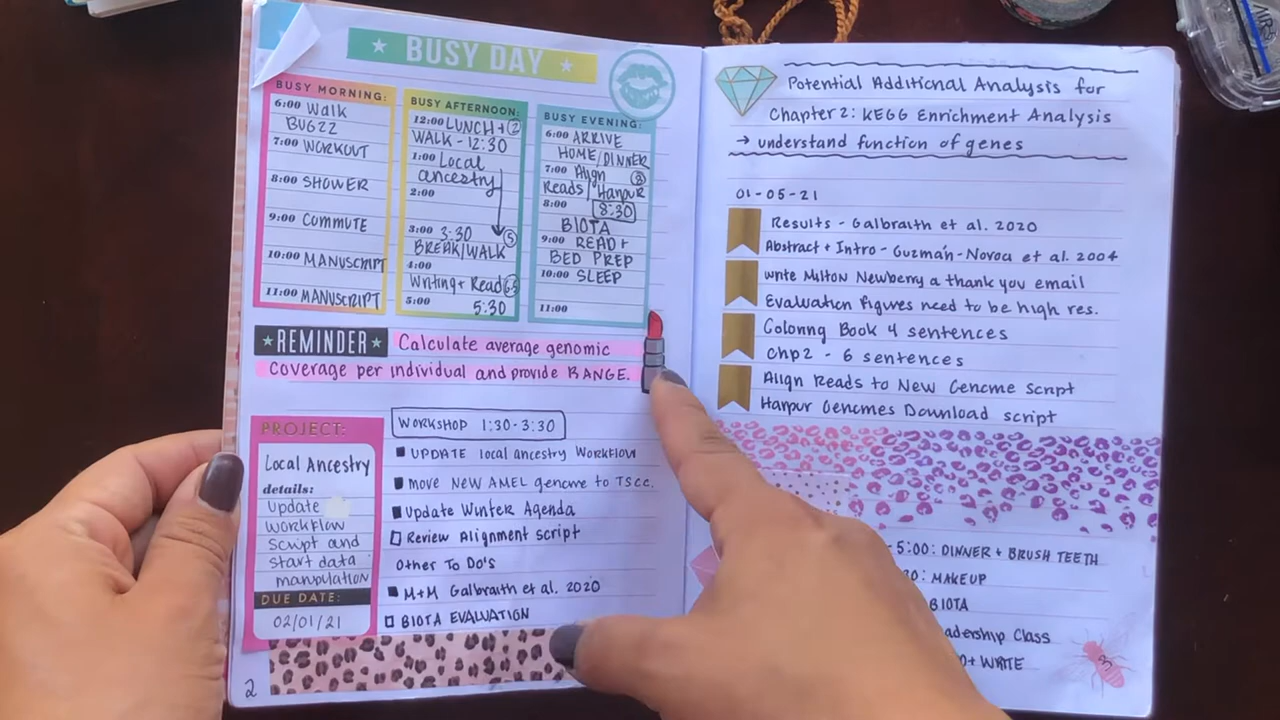 BUSY DAY
BUSY MORNING:
6:00 Walk
BUGZZ
7:00 WORKOUT
8:00 SHOWER
9:00 COMMUTE
10:00 MANUSCRIPT
11:00 MANUSCRIPT
BUSY AFTERNOON:
12:00 LUNCH + 2
WALK - 12:30
1:00 Local
ancestry
2:00
3:00 3:30 5
BREAK/WALK
4:00
Writing + Read
5:00 5:30
BUSY EVENING:
6:00 ARRIVE
HOME/DINNER
7:00 Align 8
Reads/Harpur
8:00 8:30
BIOTA
9:00 READ +
BED PREP
10:00 SLEEP
11:00
REMINDER Calculate average genomic
Coverage per individual and provide RANGE.
PROJECT:
Local Ancestry
details:
Update
workflow
script and
start data
manpulation
DUE DATE:
02/01/21
WORKSHOP 1:30-3:30
UPDATE local ancestry Workflow
move NEW AMEL genome to TSCC.
Update Winter Agenda
Review Alignment script
Other To Do's
M+M Galbraith et al. 2020
BIOTA EVALUATION
2
Potential Additional Analysis for
Chapter 2: KEGG Enrichment Analysis
→ understand function of genes
01-05-21
Results - Galbraith et al. 2020
Abstract + Intro - Guzmán-Novoa et al. 2004
write Milton Newberry a thank you email
Evaluation figures need to be high res.
Coloring Book 4 sentences
Chp2 - 6 sentences
Align Reads to New Genome script
Harpur Genomes Download script
-5:00: DINNER + BRUSH TEETH
: MAKEUP
BIOTA
adership Class
+ WRITE
3